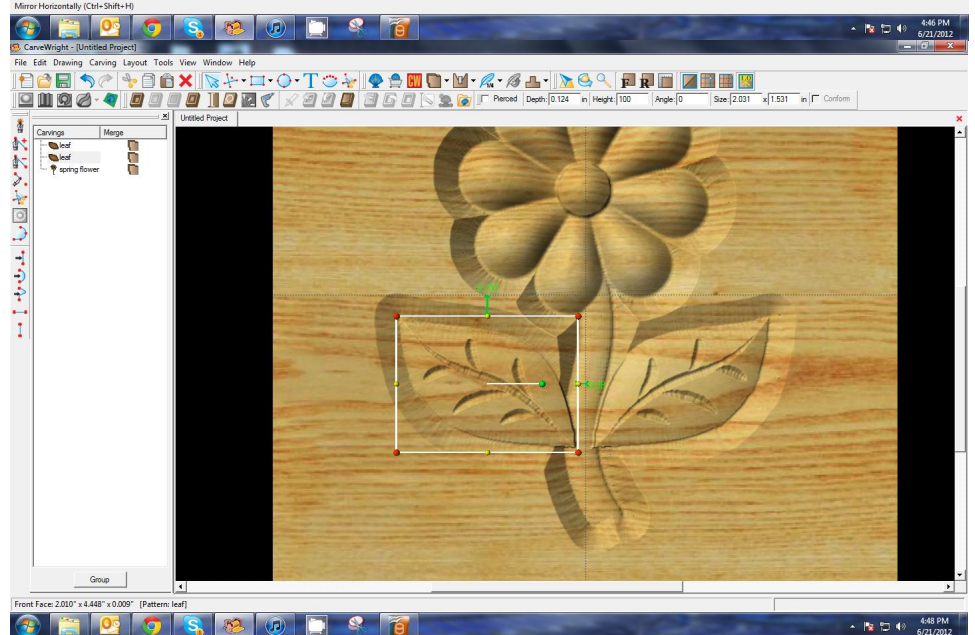 Mirror Horizontally (Ctrl+Shift+H)
4:46 PM
6/21/2012
CarveWright - [Untitled Project]
File Edit Drawing Carving Layout Tools View Window Help
Pierced Depth: 0.124 in Height: 100 Angle: 0 Size: 2.031 x 1.531 in Conform
Untitled Project
Carvings Merge
leaf
leaf
spring flower
Group
Front Face: 2.010" x 4.448" x 0.009" [Pattern: leaf]
4:48 PM
6/21/2012